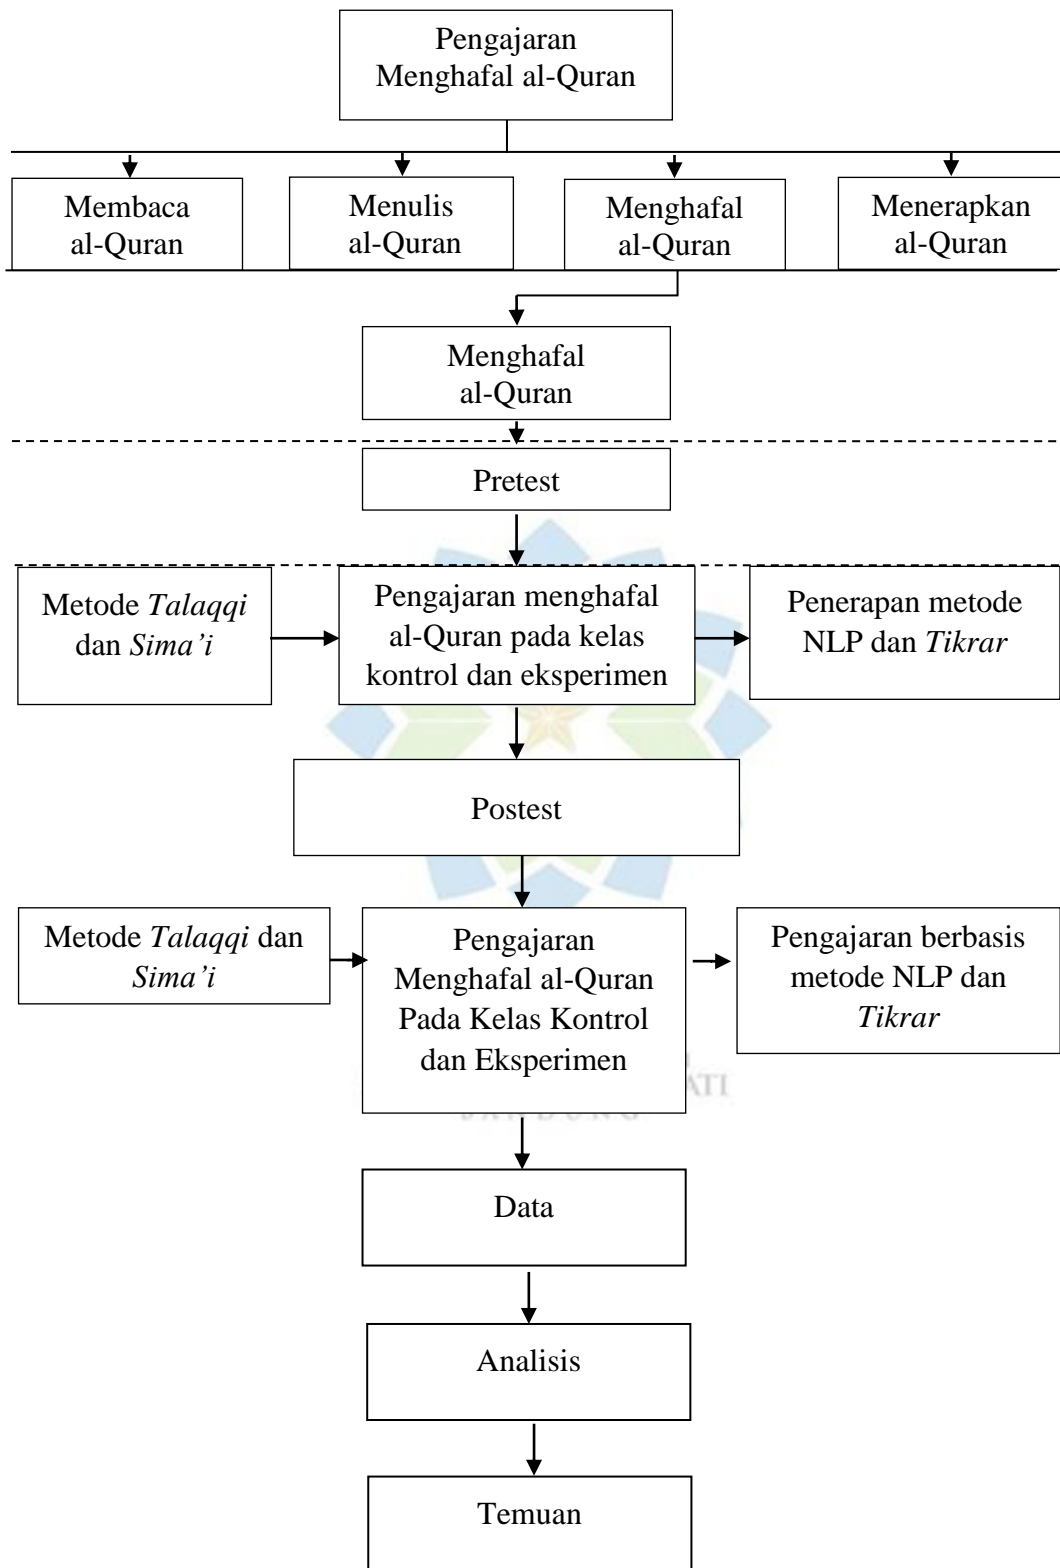 Pengajaran
Menghafal al-Quran
Membaca
al-Quran
Menulis
al-Quran
Menghafal
al-Quran
Menerapkan
al-Quran
Menghafal
al-Quran
Pretest
Metode Talaqqi
dan Sima’i
Pengajaran menghafal
al-Quran pada kelas
kontrol dan eksperimen
Penerapan metode
NLP dan Tikrar
Postest
Metode Talaqqi dan
Sima’i
Pengajaran
Menghafal al-Quran
Pada Kelas Kontrol
dan Eksperimen
Pengajaran berbasis
metode NLP dan
Tikrar
ATI
BANDUNG
Data
Analisis
Temuan